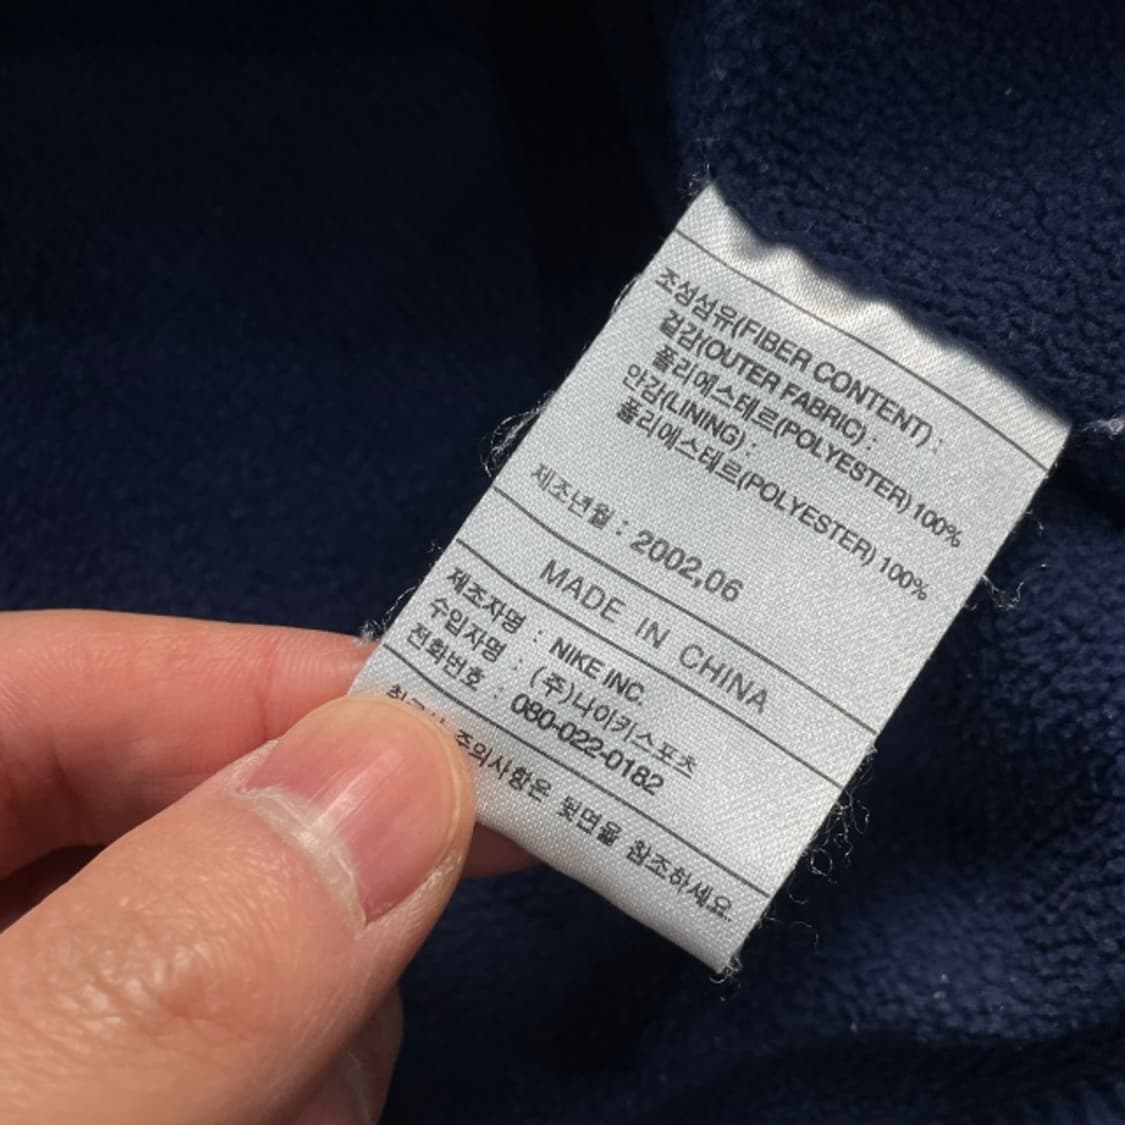 조성섬유(FIBER CONTENT) :
겉감(OUTER FABRIC) :
폴리에스테르(POLYESTER) 100%
안감(LINING) :
폴리에스테르(POLYESTER) 100%
제조년월 : 2002.06
MADE IN CHINA
제조자명 : NIKE INC.
수입자명 : (주)나이키스포츠
전화번호 : 080-022-0182
주의사항은 뒷면을 참조하세요.